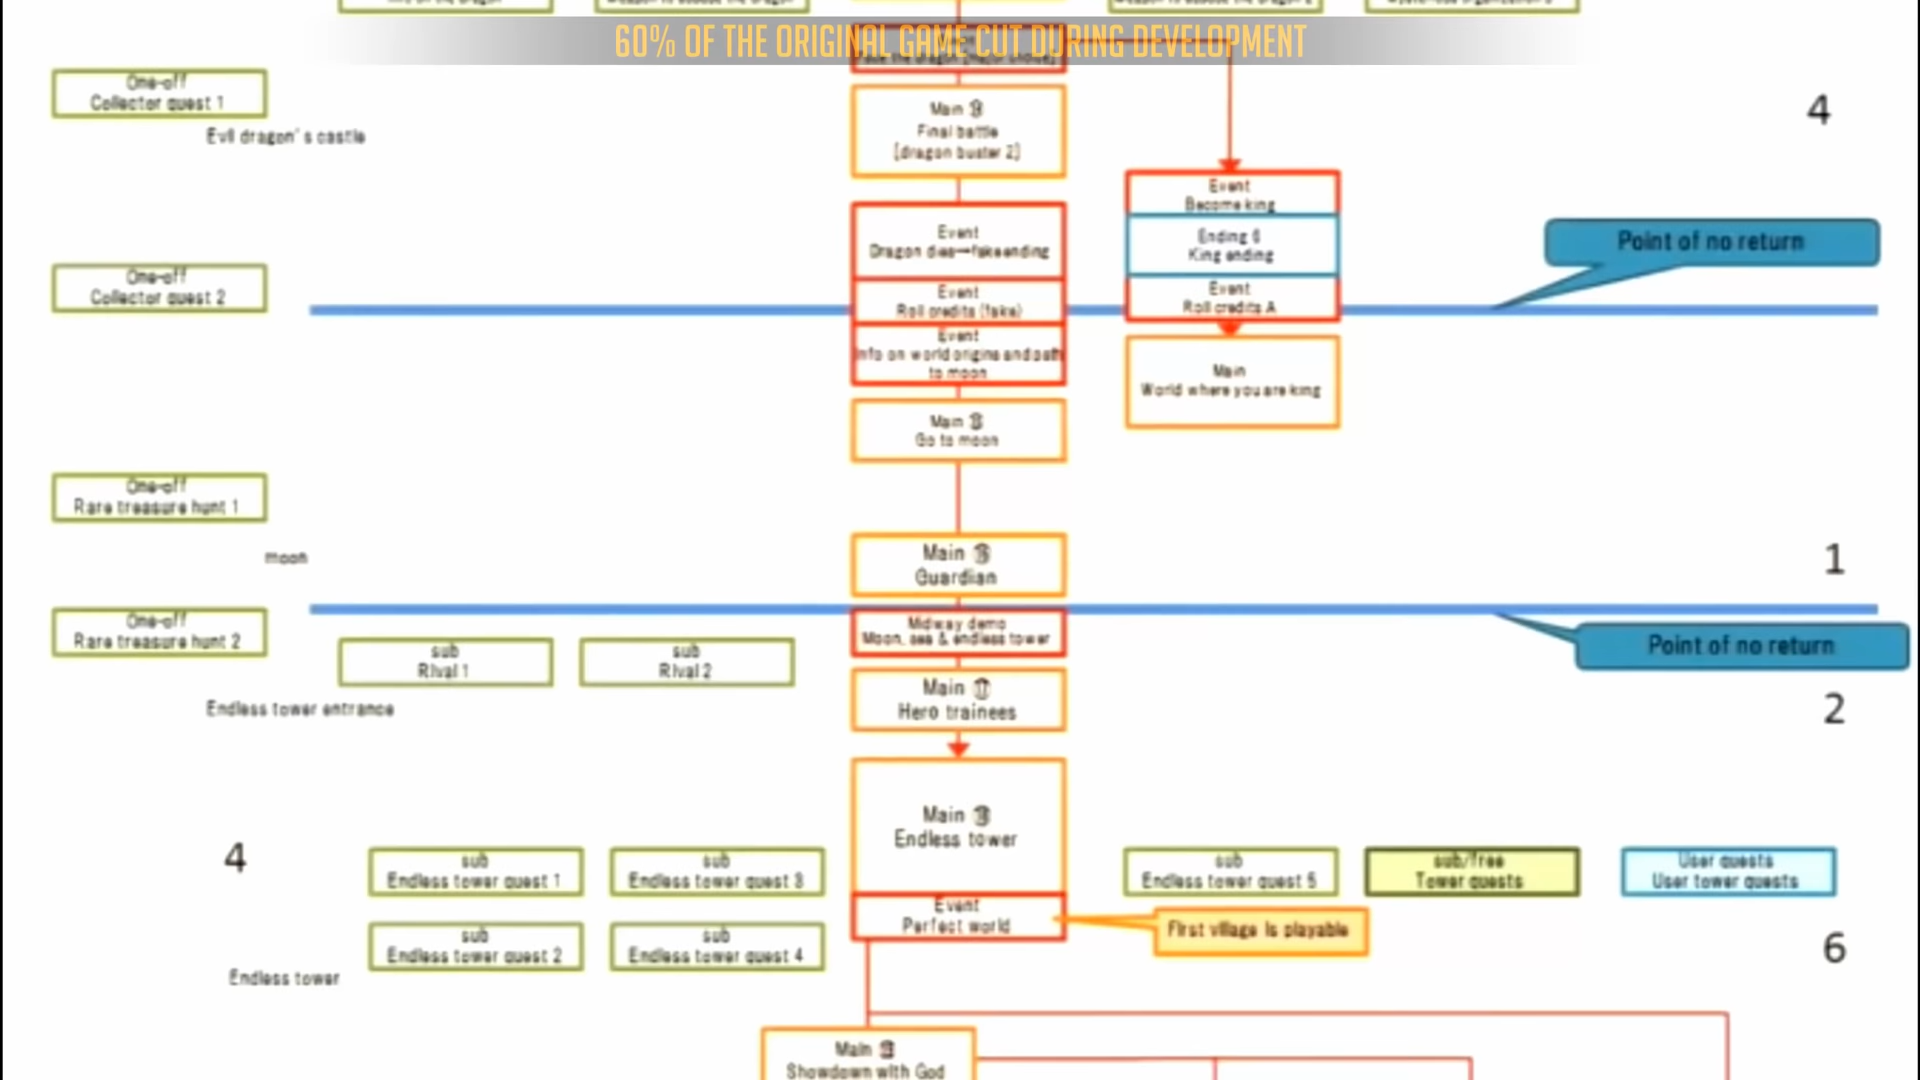 60% OF THE ORIGINAL GAME CUT DURING DEVELOPMENT
One-off
Collector quest 1
Evil dragon's castle
Main
Final battle
[dragon buster 2]
4
Event
Become king
Ending 6
King ending
Event
Roll credits A
Point of no return
One-off
Collector quest 2
Event
Dragon dies→fake ending
Event
Roll credits (fake)
Event
Info on world origins and path
to moon
Main
World where you are king
Main
Go to moon
One-off
Rare treasure hunt 1
moon
Main
Guardian
1
One-off
Rare treasure hunt 2
sub
Rival 1
sub
Rival 2
Midway demo
Moon, sea & endless tower
Point of no return
Main ⑰
Hero trainees
Endless tower entrance
2
Main
Endless tower
4
sub
Endless tower quest 1
sub
Endless tower quest 3
sub
Endless tower quest 5
sub/free
Tower quests
User quests
User tower quests
Event
Perfect world
First village is playable
sub
Endless tower quest 2
sub
Endless tower quest 4
6
Endless tower
Main
Showdown with God